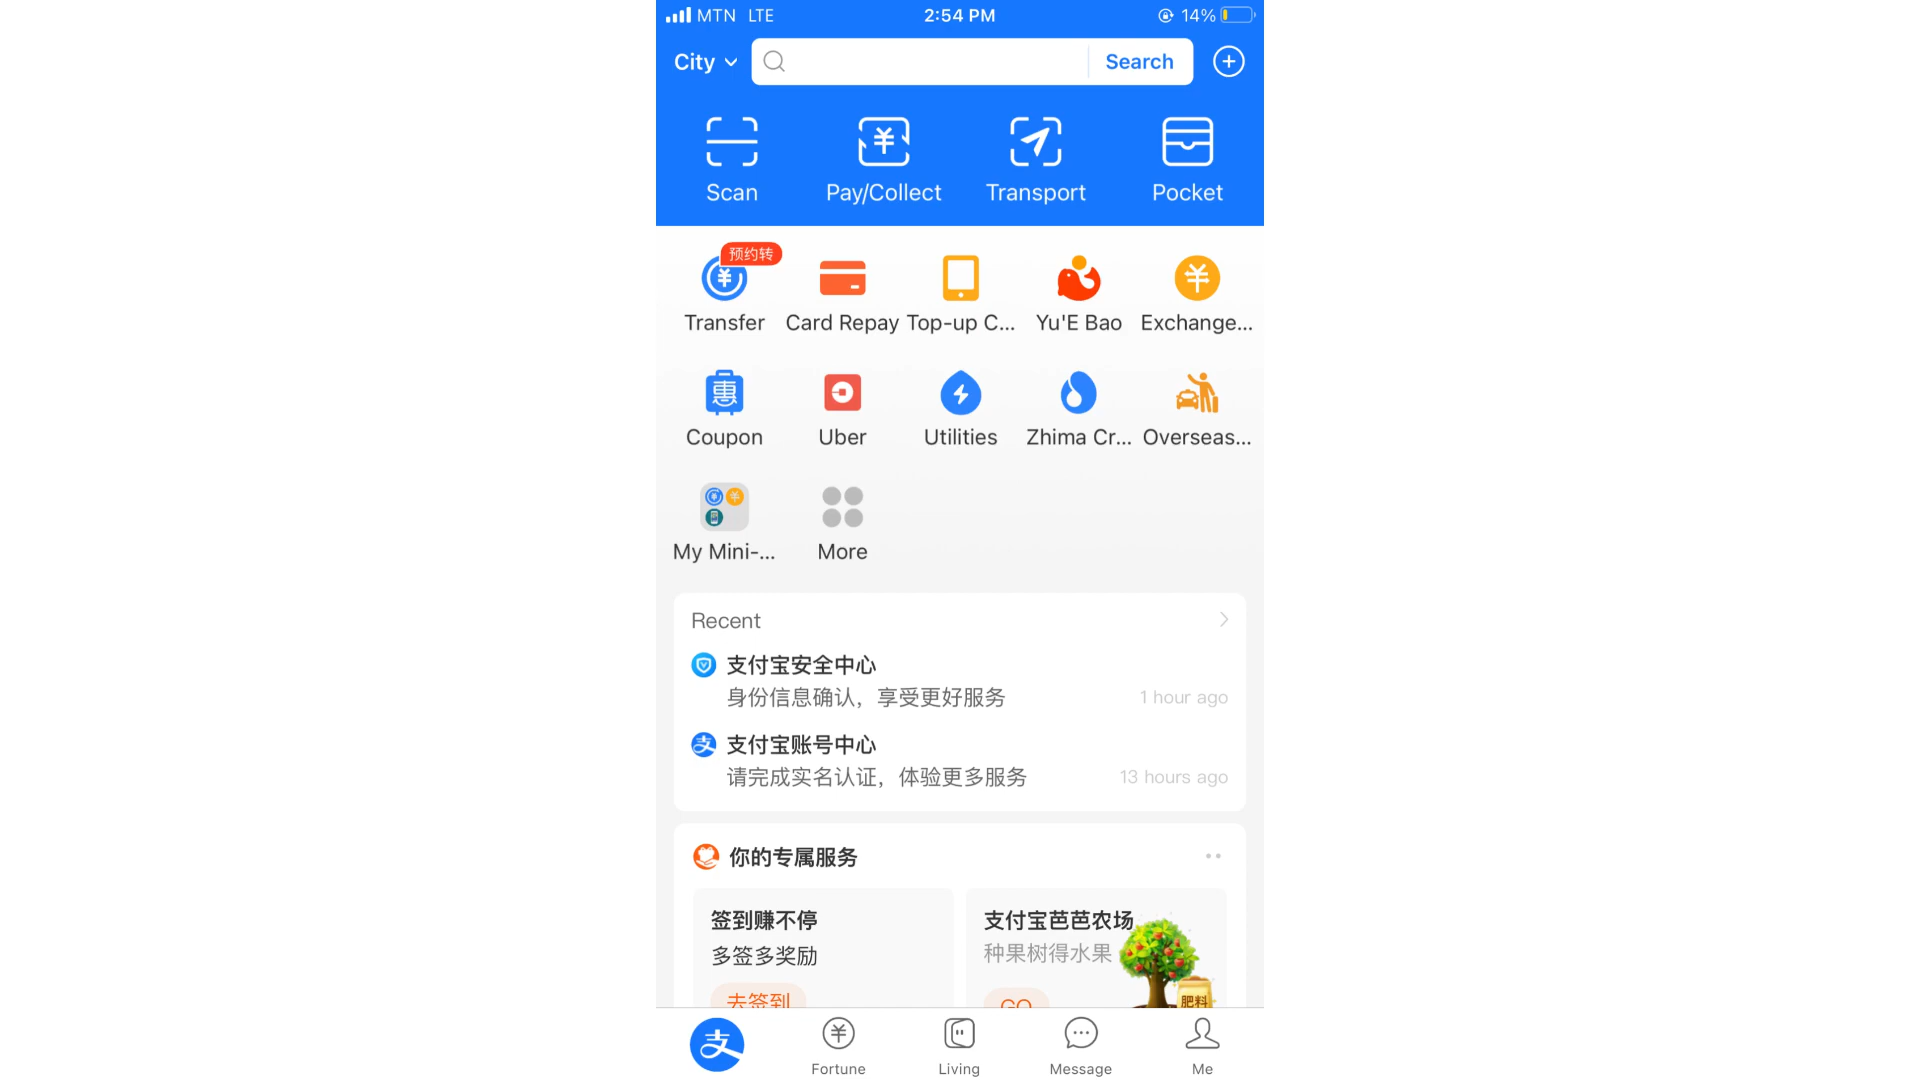 MTN LTE 2:54 PM 14%
City Search
Scan Pay/Collect Transport Pocket
预约转
Transfer Card Repay Top-up C... Yu'E Bao Exchange...
惠
Coupon Uber Utilities Zhima Cr... Overseas...
My Mini-... More
Recent
支付宝安全中心
身份信息确认，享受更好服务 1 hour ago
支付宝账号中心
请完成实名认证，体验更多服务 13 hours ago
你的专属服务
签到赚不停
多签多奖励
去签到
支付宝芭芭农场
种果树得水果
GO
肥料
支
Fortune Living Message Me